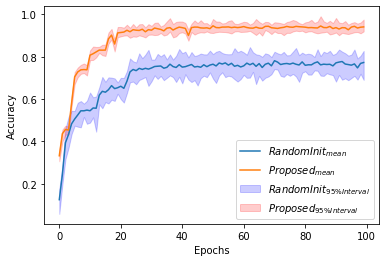 1.0
0.8
0.6
0.4
0.2
Accuracy
RandomInit_mean
Proposed_mean
RandomInit_95%Interval
Proposed_95%Interval
0 20 40 60 80 100
Epochs